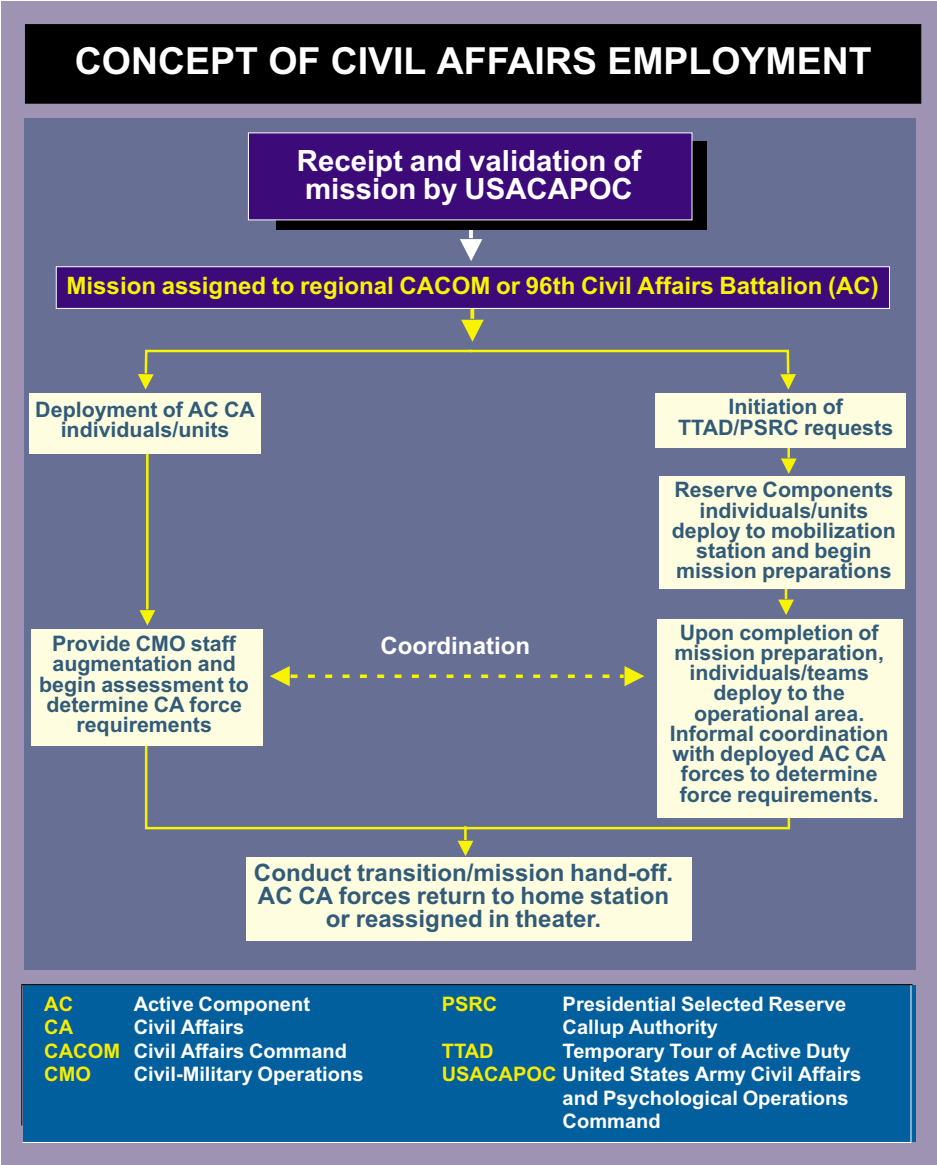 CONCEPT OF CIVIL AFFAIRS EMPLOYMENT
Receipt and validation of
mission by USACAPOC
Mission assigned to regional CACOM or 96th Civil Affairs Battalion (AC)
Deployment of AC CA
individuals/units
Initiation of
TTAD/PSRC requests
Reserve Components
individuals/units
deploy to mobilization
station and begin
mission preparations
Provide CMO staff
augmentation and
begin assessment to
determine CA force
requirements
Coordination
Upon completion of
mission preparation,
individuals/teams
deploy to the
operational area.
Informal coordination
with deployed AC CA
forces to determine
force requirements.
Conduct transition/mission hand-off.
AC CA forces return to home station
or reassigned in theater.
AC Active Component
CA Civil Affairs
CACOM Civil Affairs Command
CMO Civil-Military Operations
PSRC Presidential Selected Reserve
Callup Authority
TTAD Temporary Tour of Active Duty
USACAPOC United States Army Civil Affairs
and Psychological Operations
Command